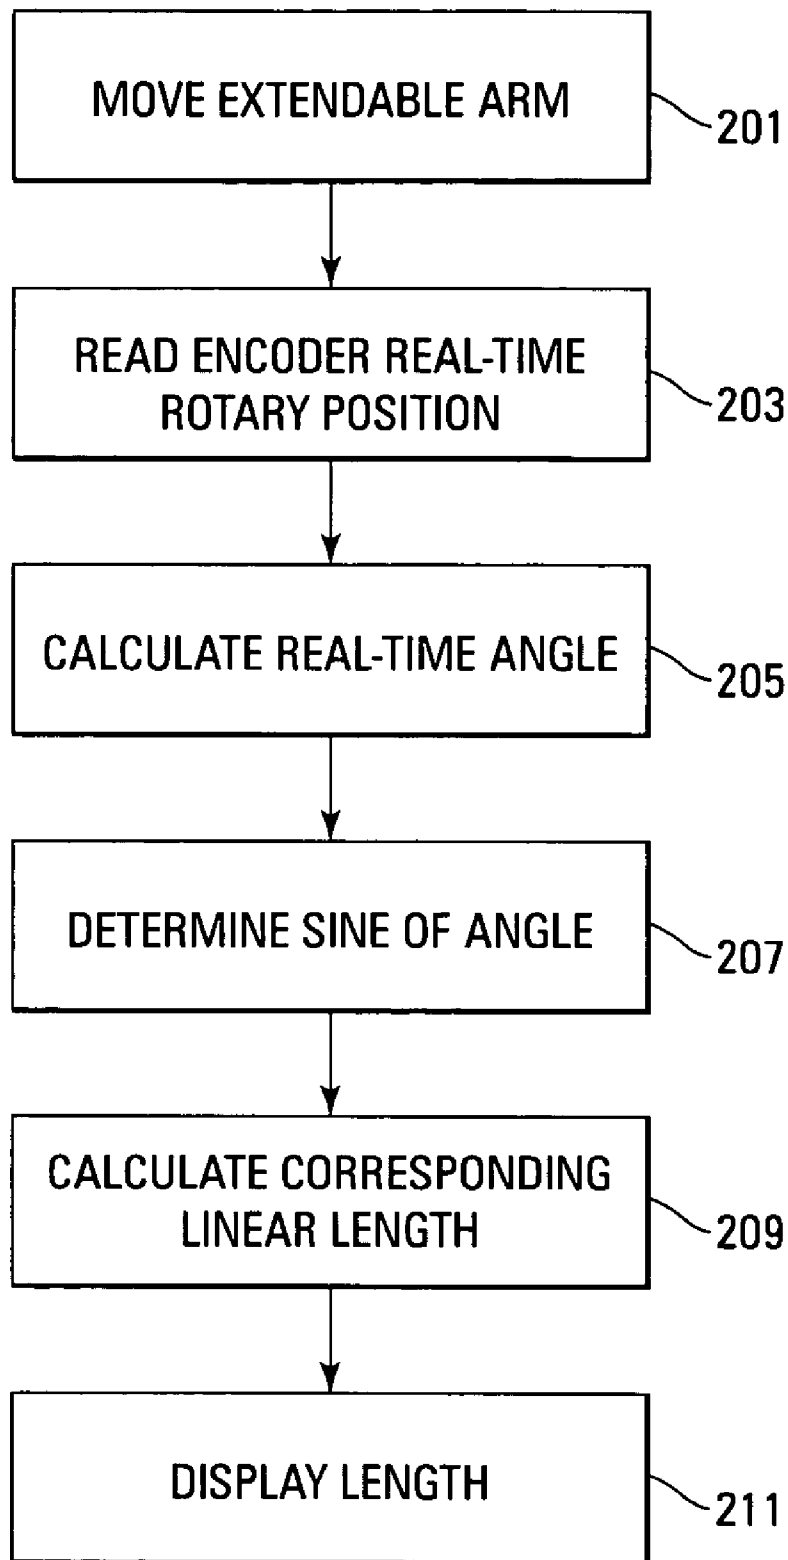 MOVE EXTENDABLE ARM
201
READ ENCODER REAL-TIME
ROTARY POSITION
203
CALCULATE REAL-TIME ANGLE
205
DETERMINE SINE OF ANGLE
207
CALCULATE CORRESPONDING
LINEAR LENGTH
209
DISPLAY LENGTH
211